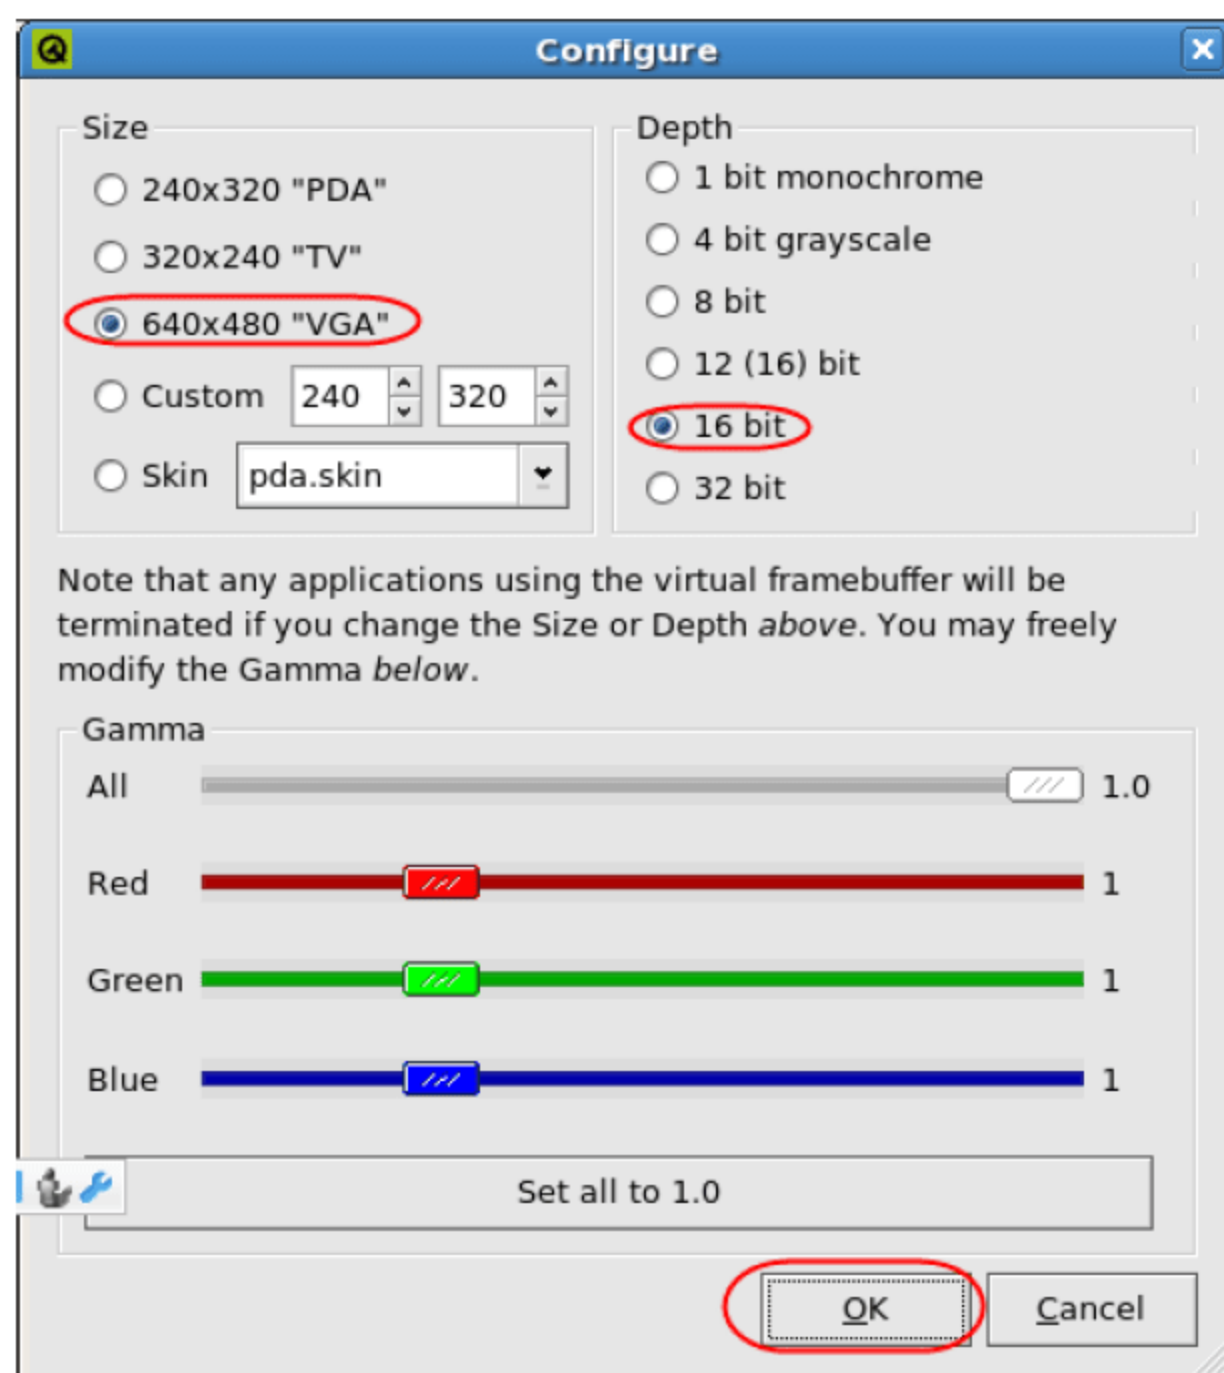 Configure
Size
240x320 "PDA"
320x240 "TV"
640x480 "VGA"
Custom 240 320
Skin pda.skin
Depth
1 bit monochrome
4 bit grayscale
8 bit
12 (16) bit
16 bit
32 bit
Note that any applications using the virtual framebuffer will be
terminated if you change the Size or Depth above. You may freely
modify the Gamma below.
Gamma
All 1.0
Red 1
Green 1
Blue 1
Set all to 1.0
OK Cancel